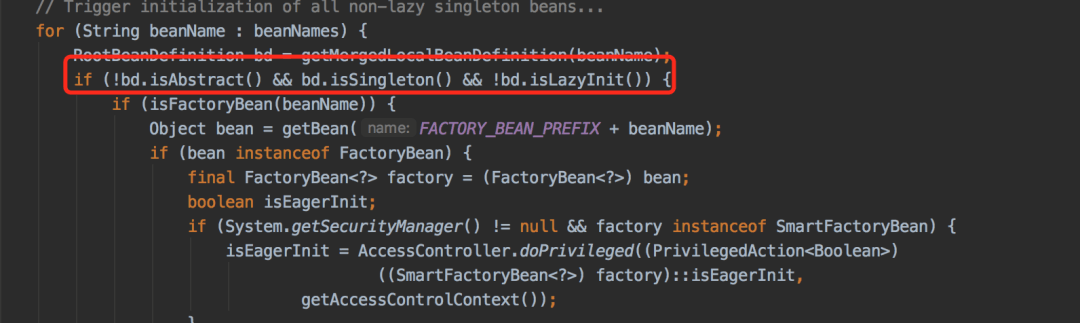 // Trigger initialization of all non-lazy singleton beans...
for (String beanName : beanNames) {
RootBeanDefinition bd = getMergedLocalBeanDefinition(beanName);
if (!bd.isAbstract() && bd.isSingleton() && !bd.isLazyInit()) {
if (isFactoryBean(beanName)) {
Object bean = getBean( name: FACTORY_BEAN_PREFIX + beanName);
if (bean instanceof FactoryBean) {
final FactoryBean<?> factory = (FactoryBean<?>) bean;
boolean isEagerInit;
if (System.getSecurityManager() != null && factory instanceof SmartFactoryBean) {
isEagerInit = AccessController.doPrivileged((PrivilegedAction<Boolean>)
((SmartFactoryBean<?>) factory)::isEagerInit,
getAccessControlContext());
}